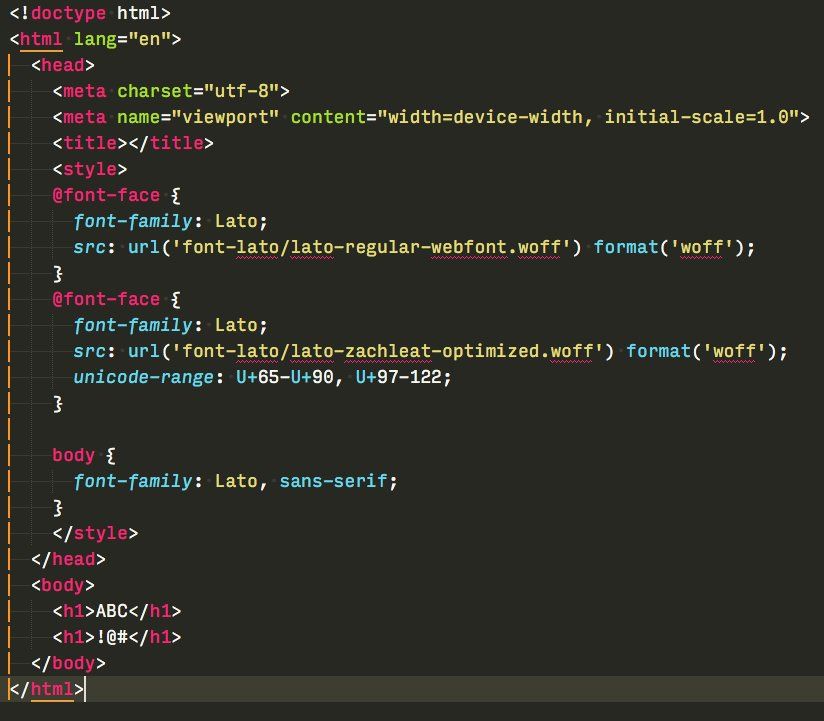 <!doctype html>
<html lang="en">
<head>
<meta charset="utf-8">
<meta name="viewport" content="width=device-width, initial-scale=1.0">
<title></title>
<style>
@font-face {
font-family: Lato;
src: url('font-lato/lato-regular-webfont.woff') format('woff');
}
@font-face {
font-family: Lato;
src: url('font-lato/lato-zachleat-optimized.woff') format('woff');
unicode-range: U+65-U+90, U+97-122;
}
body {
font-family: Lato, sans-serif;
}
</style>
</head>
<body>
<h1>ABC</h1>
<h1>!@#</h1>
</body>
</html>